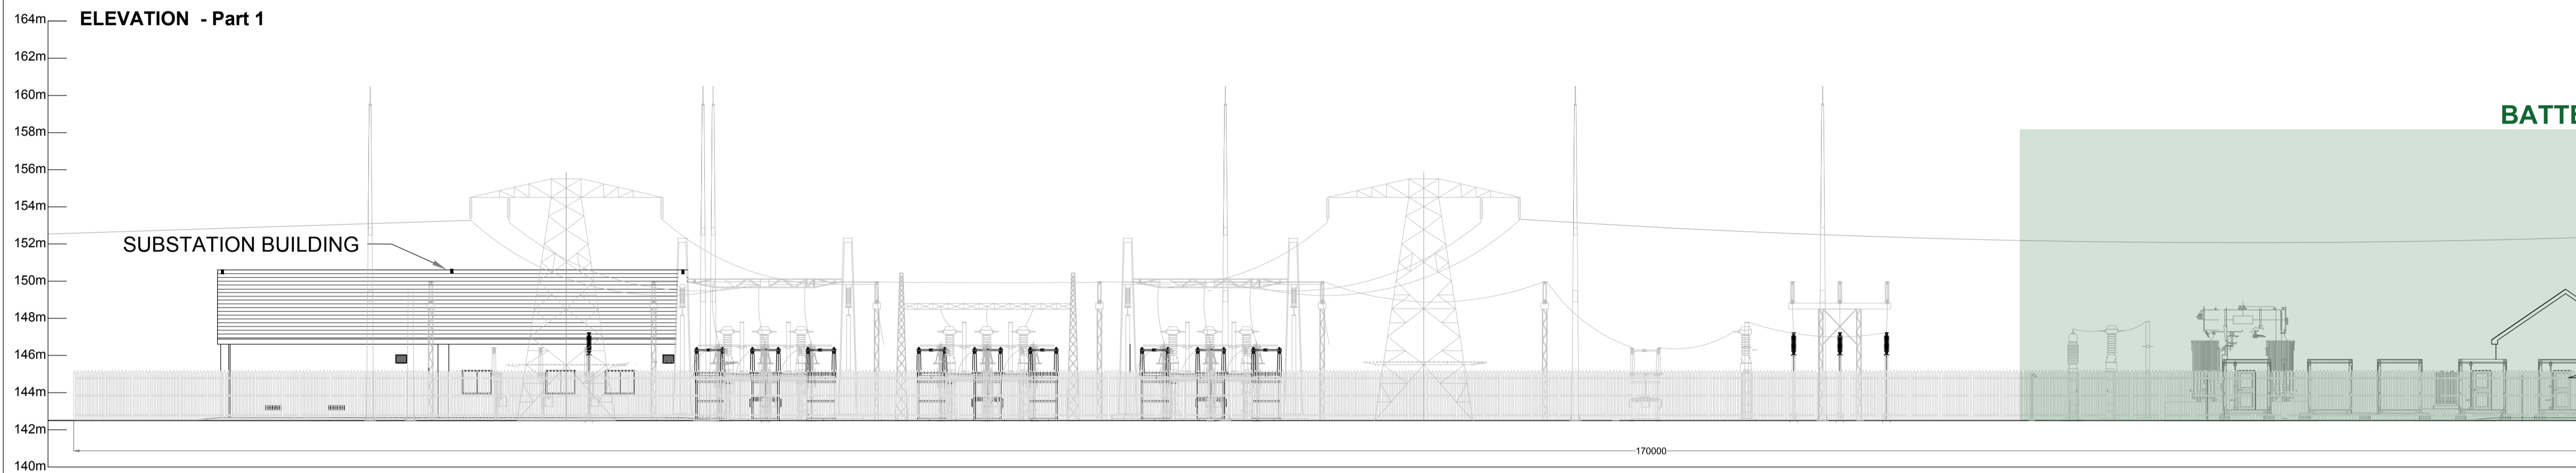 ELEVATION - Part 1
164m
162m
160m
158m
156m
154m
152m
150m
148m
146m
144m
142m
140m
SUBSTATION BUILDING
BATTE
170000